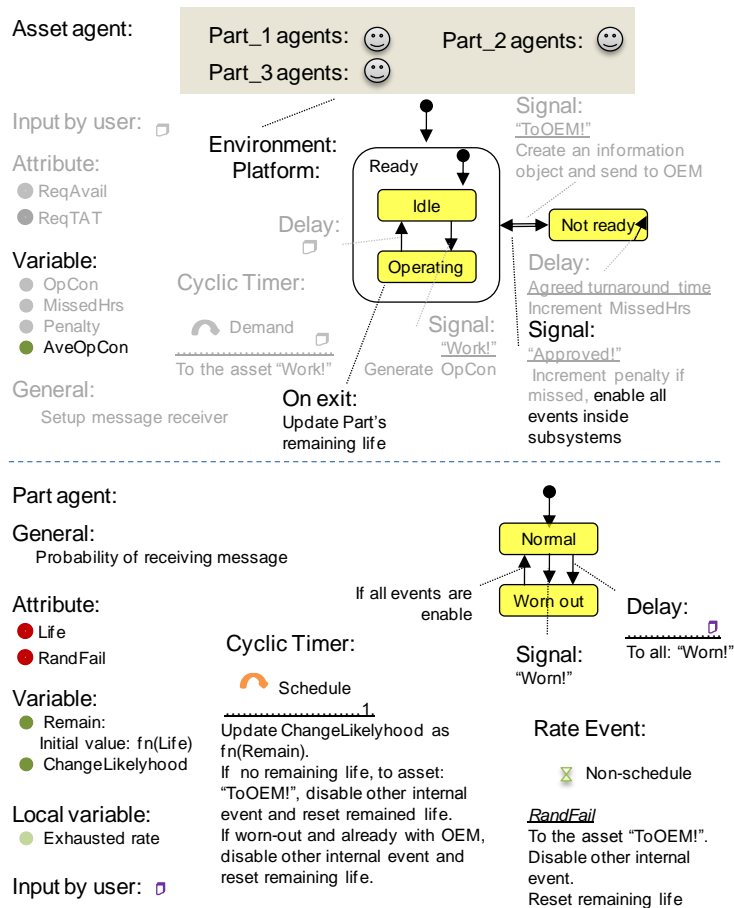 Asset agent:
Part_1 agents:
Part_2 agents:
Part_3 agents:
Input by user:
Environment:
Platform:
Attribute:
ReqAvail
ReqTAT
Variable:
OpCon
MissedHrs
Penalty
AveOpCon
General:
Setup message receiver
Cyclic Timer:
Demand
To the asset “Work!”
Delay:
Ready
Idle
Operating
Not ready
Signal:
“ToOEM!”
Create an information
object and send to OEM
Delay:
Agreed turnaround time
Increment MissedHrs
Signal:
“Work!”
Generate OpCon
Signal:
“Approved!”
Increment penalty if
missed, enable all
events inside
subsystems
On exit:
Update Part’s
remaining life
Part agent:
General:
Probability of receiving message
Attribute:
Life
RandFail
Variable:
Remain:
Initial value: fn(Life)
ChangeLikelyhood
Local variable:
Exhausted rate
Input by user:
Cyclic Timer:
Schedule
1.
Update ChangeLikelyhood as
fn(Remain).
If no remaining life, to asset:
“ToOEM!”, disable other internal
event and reset remained life.
If worn-out and already with OEM,
disable other internal event and
reset remaining life.
Normal
Worn out
If all events are
enable
Signal:
“Worn!”
Delay:
To all: “Worn!”
Rate Event:
Non-schedule
RandFail
To the asset “ToOEM!”.
Disable other internal
event.
Reset remaining life